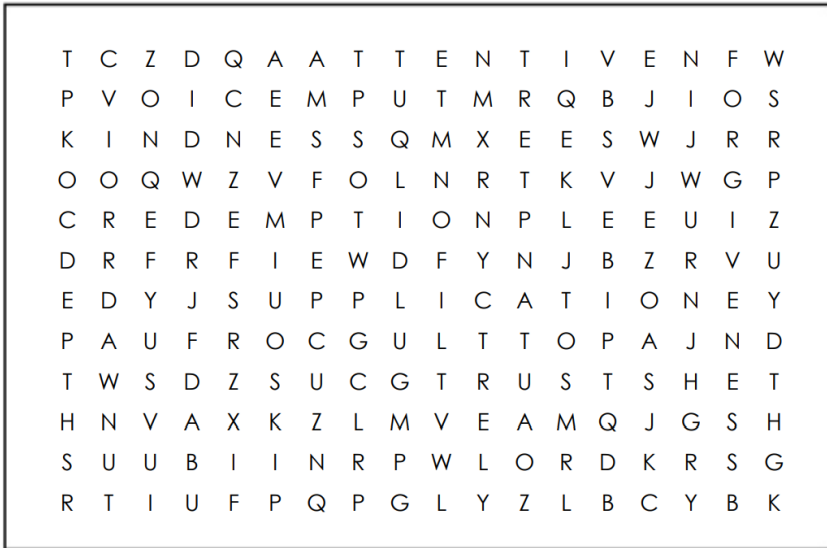 T C Z D Q A A T T E N T I V E N F W
P V O I C E M P U T M R Q B J I O S
K I N D N E S S Q M X E E S W J R R
O O Q W Z V F O L N R T K V J W G P
C R E D E M P T I O N P L E E U I Z
D R F R F I E W D F Y N J B Z R V U
E D Y J S U P P L I C A T I O N E Y
P A U F R O C G U L T T O P A J N D
T W S D Z S U C G T R U S T S H E T
H N V A X K Z L M V E A M Q J G S H
S U U B I I N R P W L O R D K R S G
R T I U F P Q P G L Y Z L B C Y B K